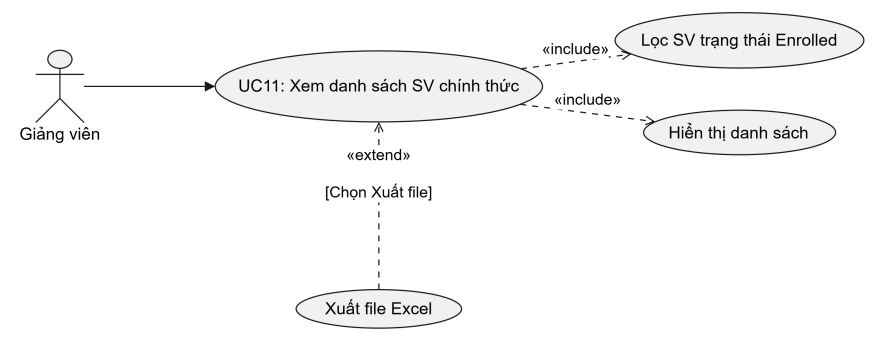 Lọc SV trạng thái Enrolled
«include»
UC11: Xem danh sách SV chính thức
«include»
Hiển thị danh sách
Giảng viên
«extend»
[Chọn Xuất file]
Xuất file Excel